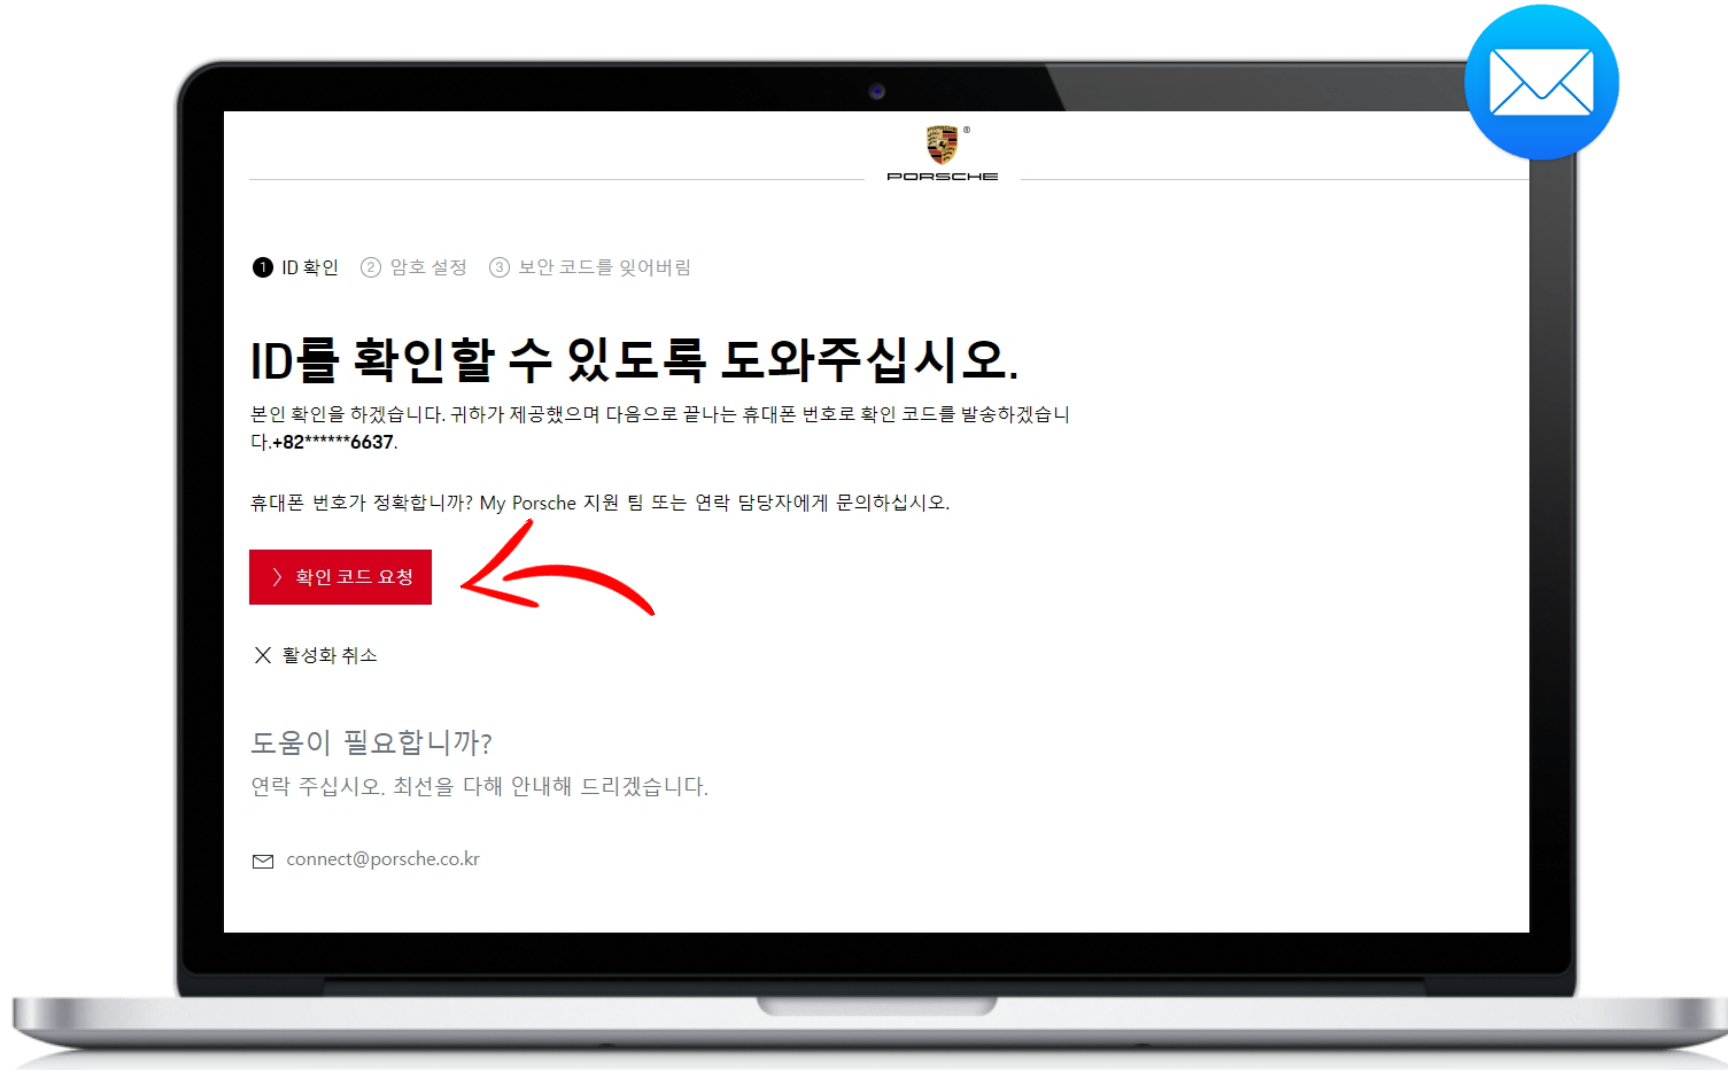 PORSCHE
®
1 ID 확인 2 암호 설정 3 보안 코드를 잊어버림
ID를 확인할 수 있도록 도와주십시오.
본인 확인을 하겠습니다. 귀하가 제공했으며 다음으로 끝나는 휴대폰 번호로 확인 코드를 발송하겠습니
다.+82******6637.
휴대폰 번호가 정확합니까? My Porsche 지원 팀 또는 연락 담당자에게 문의하십시오.
확인 코드 요청
활성화 취소
도움이 필요합니까?
연락 주십시오. 최선을 다해 안내해 드리겠습니다.
connect@porsche.co.kr